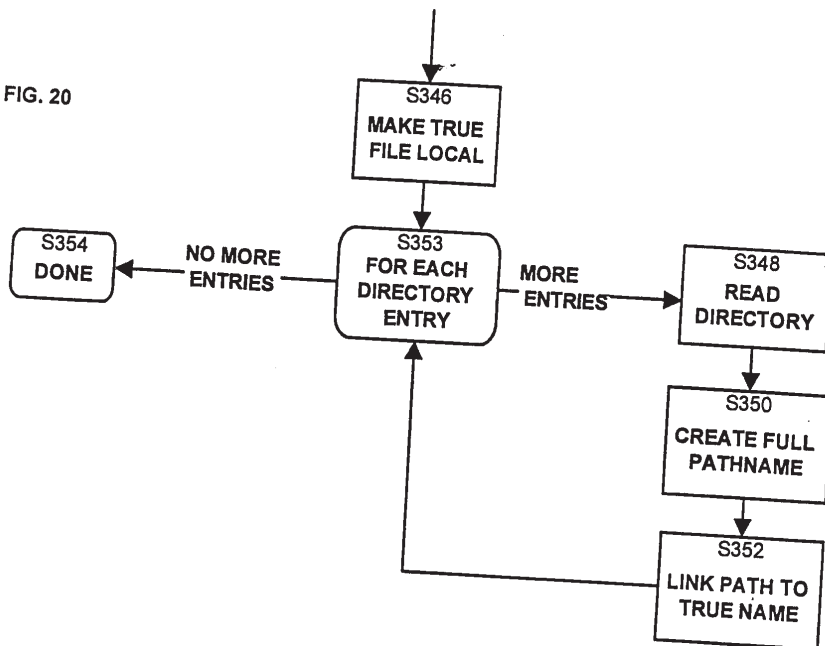 FIG. 20
S346
MAKE TRUE
FILE LOCAL
S353
FOR EACH
DIRECTORY
ENTRY
NO MORE
ENTRIES
S354
DONE
MORE
ENTRIES
S348
READ
DIRECTORY
S350
CREATE FULL
PATHNAME
S352
LINK PATH TO
TRUE NAME